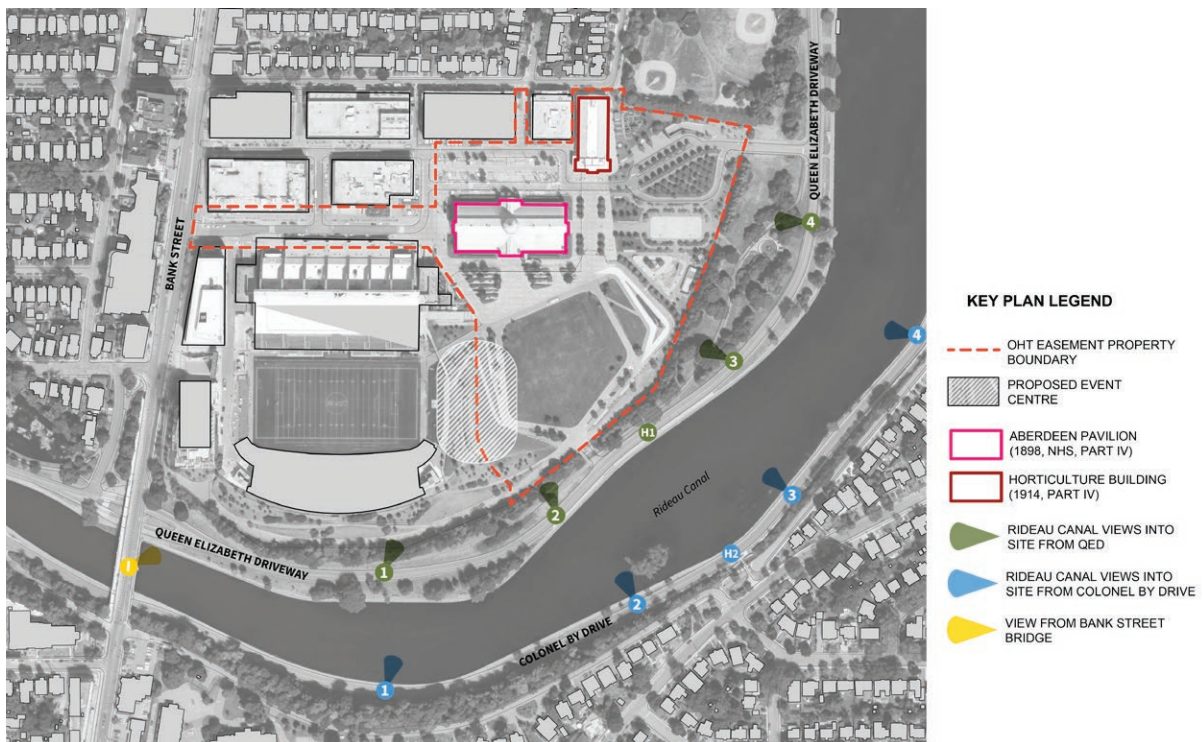 QUEEN ELIZABETH DRIVEWAY
BANK STREET
4
3
H1
2
1
QUEEN ELIZABETH DRIVEWAY
Rideau Canal
4
3
H2
2
1
COLONEL BY DRIVE
1
KEY PLAN LEGEND
OHT EASEMENT PROPERTY
BOUNDARY
PROPOSED EVENT
CENTRE
ABERDEEN PAVILION
(1898, NHS, PART IV)
HORTICULTURE BUILDING
(1914, PART IV)
RIDEAU CANAL VIEWS INTO
SITE FROM QED
RIDEAU CANAL VIEWS INTO
SITE FROM COLONEL BY DRIVE
VIEW FROM BANK STREET
BRIDGE